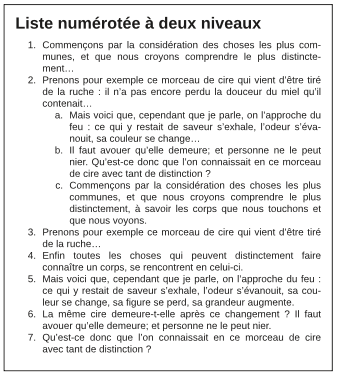 Liste numérotée à deux niveaux
1. Commençons par la considération des choses les plus com-
munes, et que nous croyons comprendre le plus distincte-
ment…
2. Prenons pour exemple ce morceau de cire qui vient d’être tiré
de la ruche : il n’a pas encore perdu la douceur du miel qu’il
contenait…
a. Mais voici que, cependant que je parle, on l’approche du
feu : ce qui y restait de saveur s’exhale, l’odeur s’éva-
nouit, sa couleur se change…
b. Il faut avouer qu’elle demeure; et personne ne le peut
nier. Qu’est-ce donc que l’on connaissait en ce morceau
de cire avec tant de distinction ?
c. Commençons par la considération des choses les plus
communes, et que nous croyons comprendre le plus
distinctement, à savoir les corps que nous touchons et
que nous voyons.
3. Prenons pour exemple ce morceau de cire qui vient d’être tiré
de la ruche…
4. Enfin toutes les choses qui peuvent distinctement faire
connaître un corps, se rencontrent en celui-ci.
5. Mais voici que, cependant que je parle, on l’approche du feu :
ce qui y restait de saveur s’exhale, l’odeur s’évanouit, sa cou-
leur se change, sa figure se perd, sa grandeur augmente.
6. La même cire demeure-t-elle après ce changement ? Il faut
avouer qu’elle demeure; et personne ne le peut nier.
7. Qu’est-ce donc que l’on connaissait en ce morceau de cire
avec tant de distinction ?